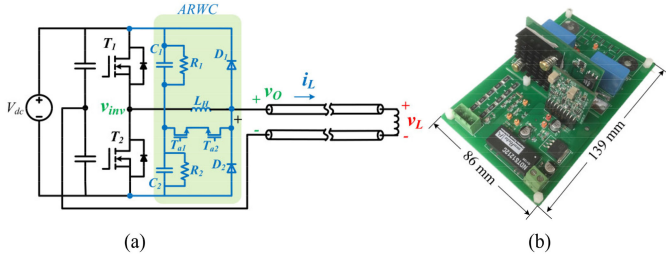 ARWC
T1
C1
R1
D1
Vdc
vinv
LII
+
vO
iL
-
+
vL
-
+
T2
Ta1
Ta2
C2
R2
D2
86 mm
139 mm
(a)
(b)